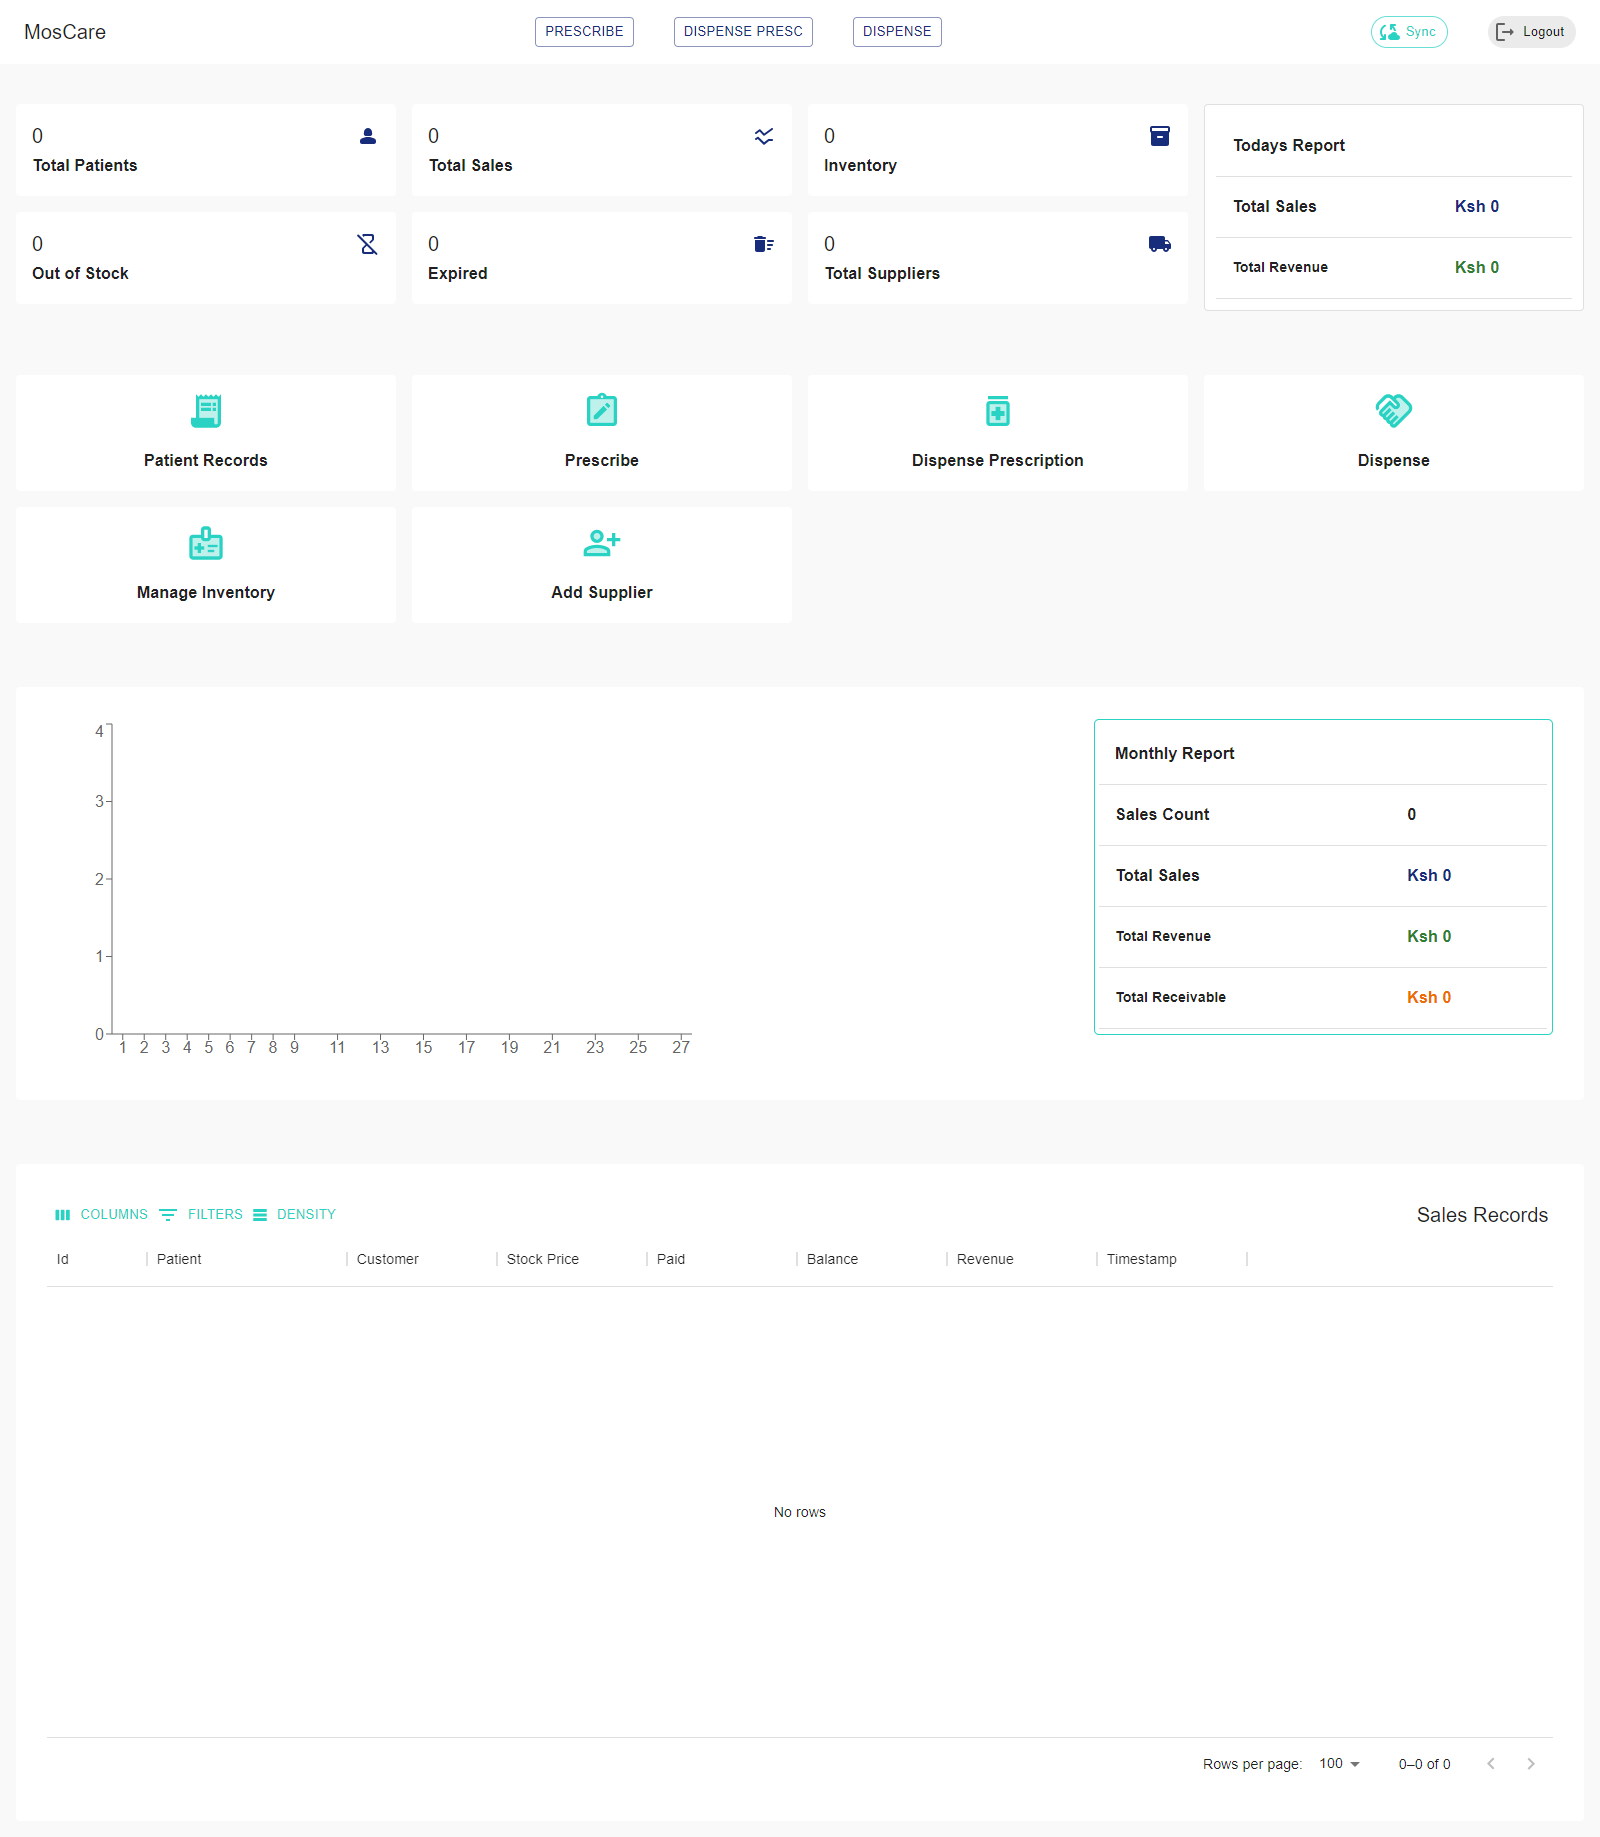 MosCare
PRESCRIBE
DISPENSE PRESC
DISPENSE
Sync
Logout
0
Total Patients
0
Total Sales
0
Inventory
0
Out of Stock
0
Expired
0
Total Suppliers
Todays Report
Total Sales Ksh 0
Total Revenue Ksh 0
Patient Records
Prescribe
Dispense Prescription
Dispense
Manage Inventory
Add Supplier
4
3
2
1
0
1 2 3 4 5 6 7 8 9 11 13 15 17 19 21 23 25 27
Monthly Report
Sales Count 0
Total Sales Ksh 0
Total Revenue Ksh 0
Total Receivable Ksh 0
COLUMNS FILTERS DENSITY
Sales Records
Id Patient Customer Stock Price Paid Balance Revenue Timestamp
No rows
Rows per page: 100 0–0 of 0